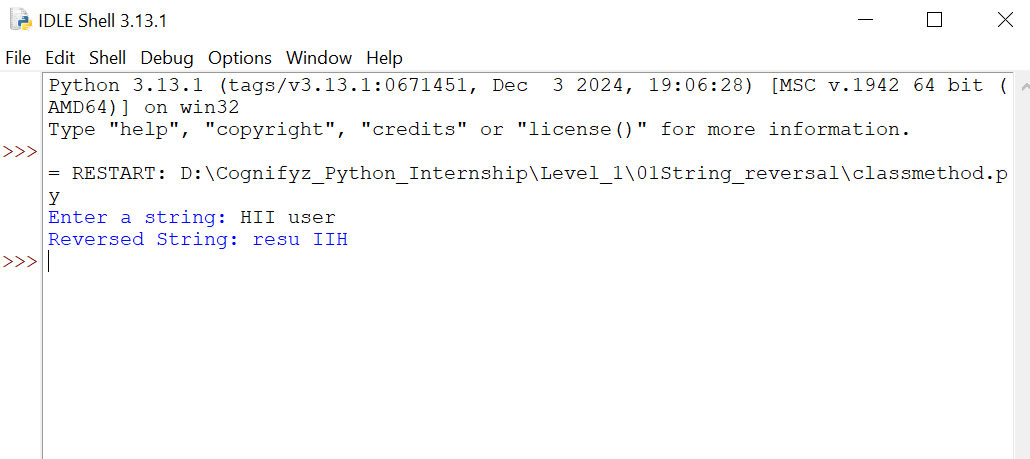 IDLE Shell 3.13.1
File Edit Shell Debug Options Window Help
Python 3.13.1 (tags/v3.13.1:0671451, Dec  3 2024, 19:06:28) [MSC v.1942 64 bit (
AMD64)] on win32
Type "help", "copyright", "credits" or "license()" for more information.
>>>
= RESTART: D:\Cognifyz_Python_Internship\Level_1\01String_reversal\classmethod.p
y
Enter a string: HII user
Reversed String: resu IIH
>>>